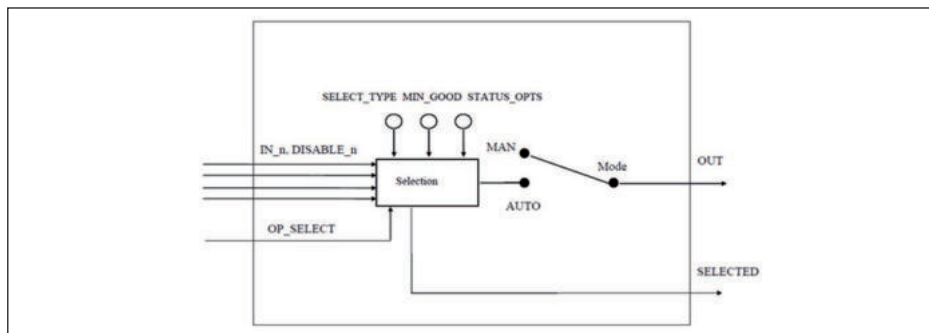 SELECT_TYPE MIN_GOOD STATUS_OPTS
IN_n, DISABLE_n
MAN
Mode
OUT
Selection
AUTO
OP_SELECT
SELECTED